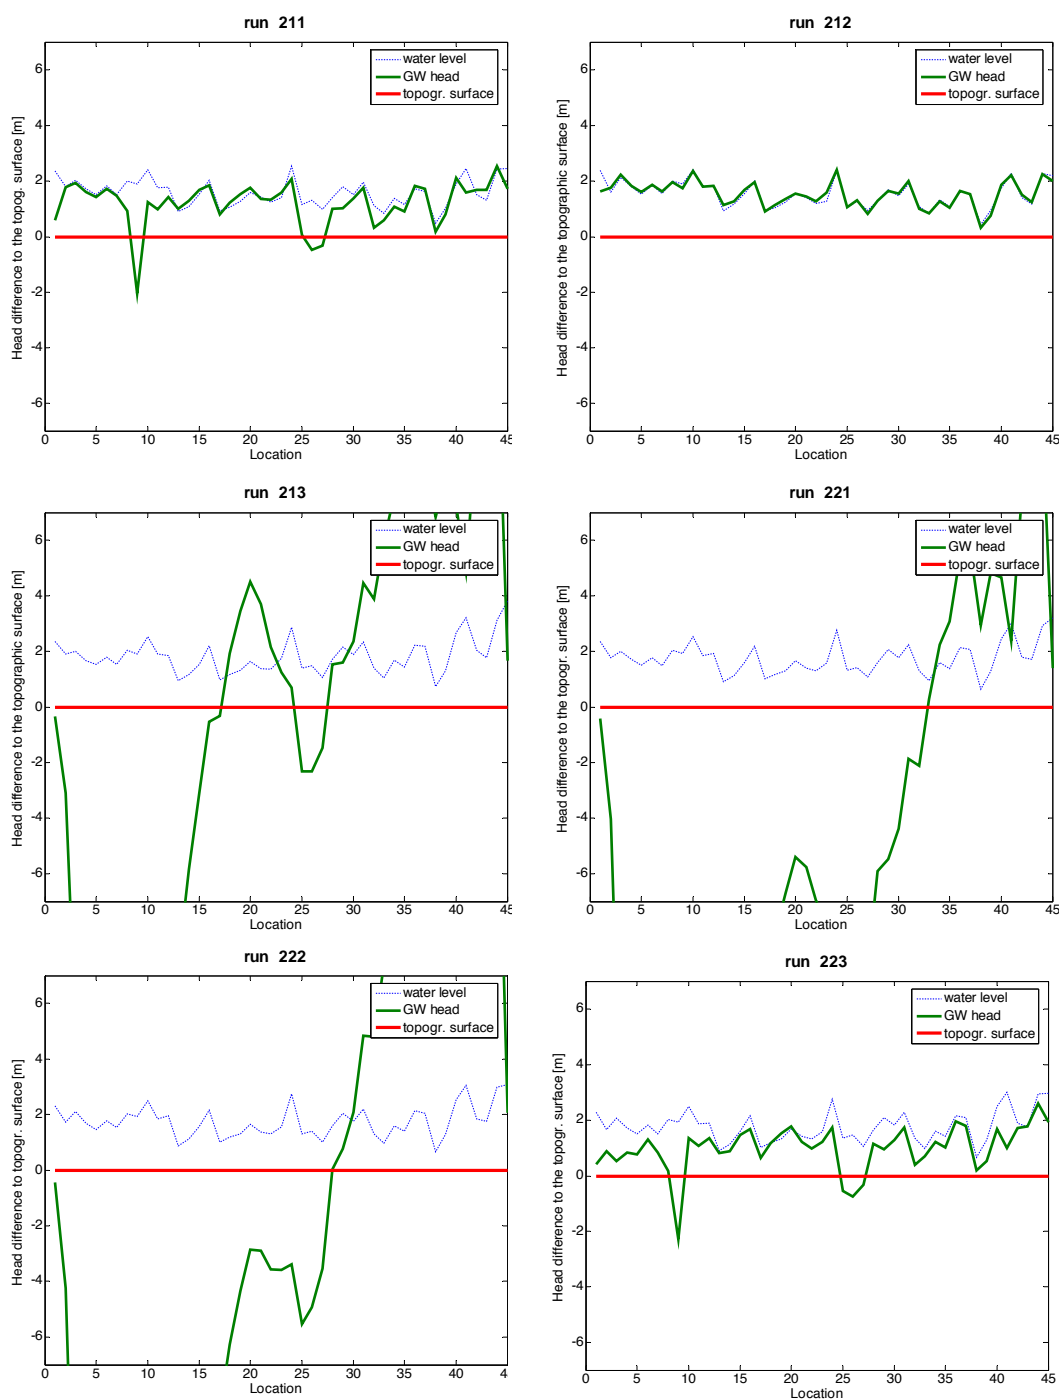 run 211
Head difference to the topog. surface [m]
6
4
2
0
-2
-4
-6
water level
GW head
topogr. surface
0 5 10 15 20 25 30 35 40 45
Location
run 212
Head difference to the topographic surface [m]
6
4
2
0
-2
-4
-6
water level
GW head
topogr. surface
0 5 10 15 20 25 30 35 40 45
Location
run 213
Head difference to the topographic surface [m]
6
4
2
0
-2
-4
-6
water level
GW head
topogr. surface
0 5 10 15 20 25 30 35 40 45
Location
run 221
Head difference to the topogr. surface [m]
6
4
2
0
-2
-4
-6
water level
GW head
topogr. surface
0 5 10 15 20 25 30 35 40 45
Location
run 222
Head difference to topogr. surface [m]
6
4
2
0
-2
-4
-6
water level
GW head
topogr. surface
0 5 10 15 20 25 30 35 40 45
Location
run 223
Head difference to the topogr. surface [m]
6
4
2
0
-2
-4
-6
water level
GW head
topogr. surface
0 5 10 15 20 25 30 35 40 45
Location